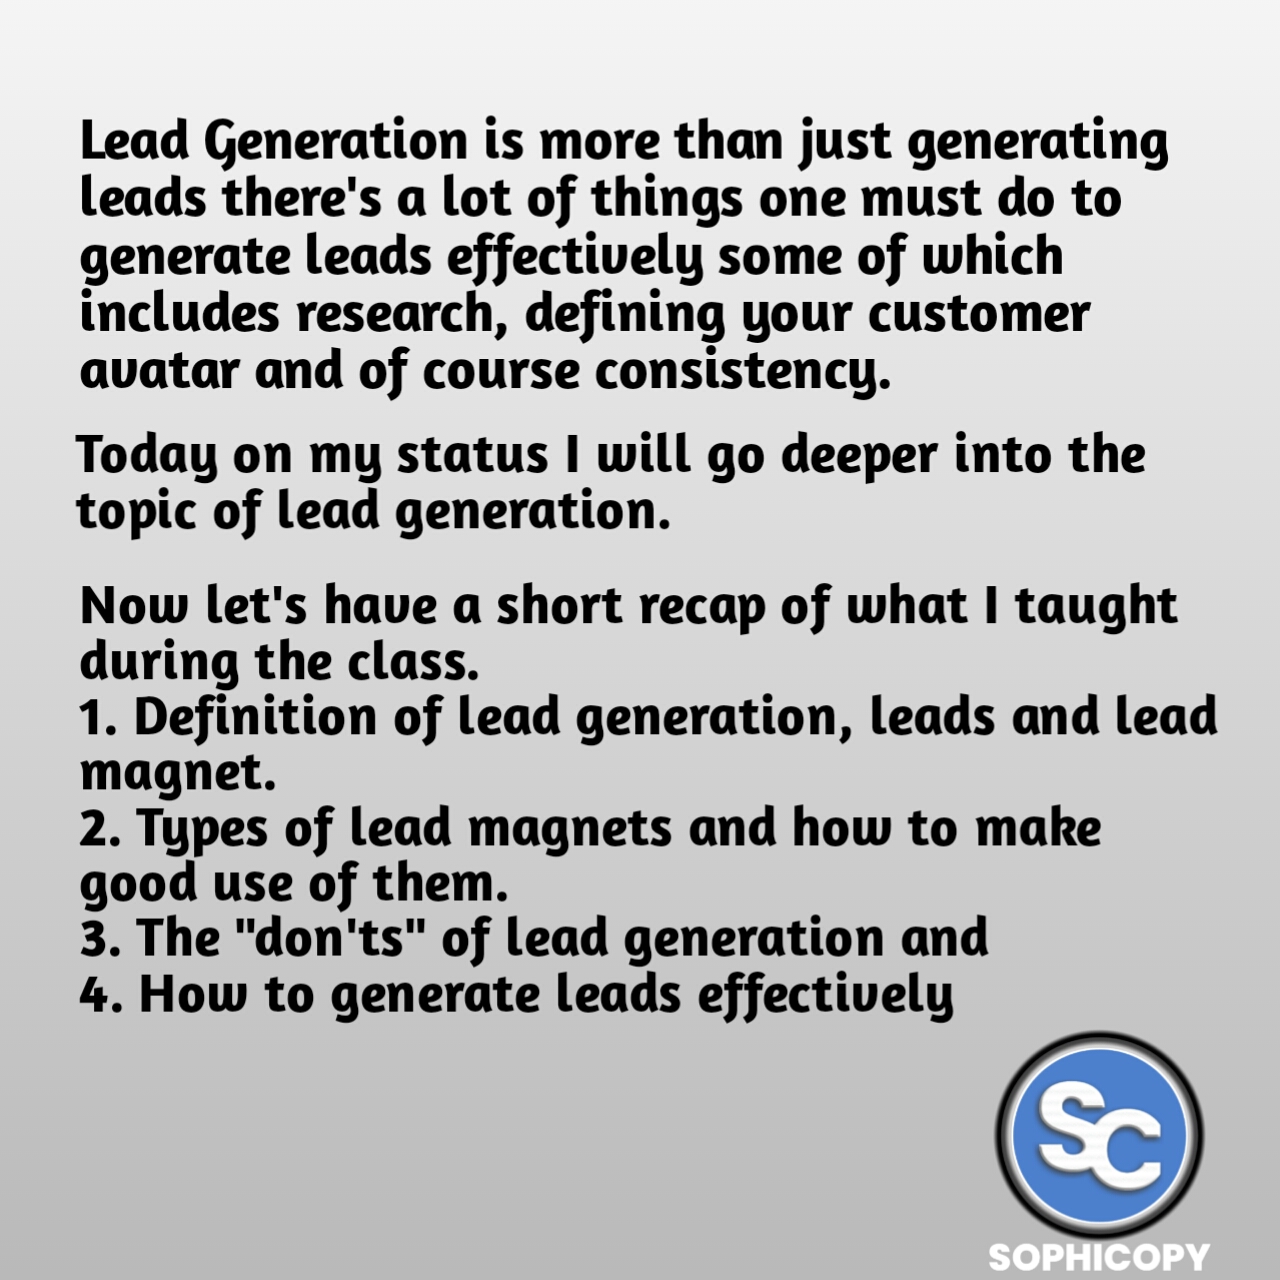 Lead Generation is more than just generating
leads there's a lot of things one must do to
generate leads effectively some of which
includes research, defining your customer
avatar and of course consistency.
Today on my status I will go deeper into the
topic of lead generation.
Now let's have a short recap of what I taught
during the class.
1. Definition of lead generation, leads and lead
magnet.
2. Types of lead magnets and how to make
good use of them.
3. The "don'ts" of lead generation and
4. How to generate leads effectively
SC
SOPHICOPY